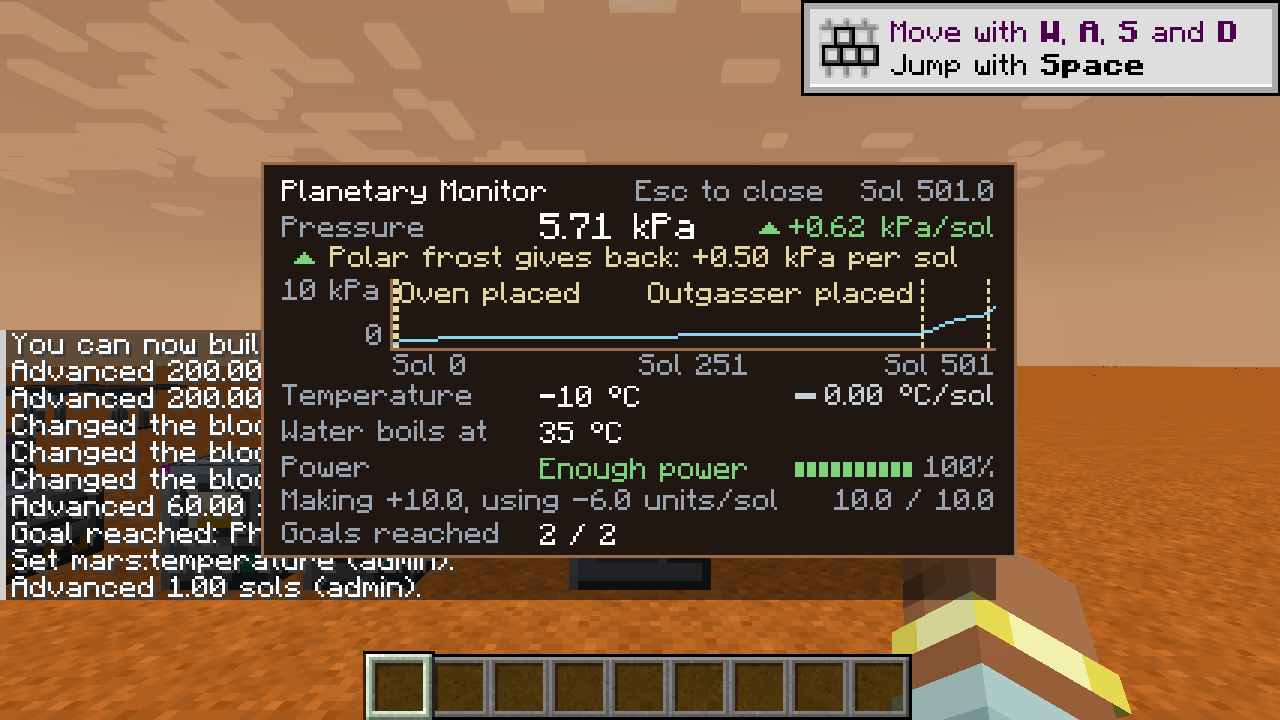 Move with W, A, S and D
Jump with Space
Planetary Monitor Esc to close Sol 501.0
Pressure 5.71 kPa +0.62 kPa/sol
Polar frost gives back: +0.50 kPa per sol
10 kPa Oven placed Outgasser placed
0
Sol 0 Sol 251 Sol 501
Temperature -10 °C 0.00 °C/sol
Water boils at 35 °C
Power Enough power 100%
Making +10.0, using -6.0 units/sol 10.0 / 10.0
Goals reached 2 / 2
You can now
Advanced 200.00
Advanced 200.00
Changed the
Changed the
Changed the
Advanced 60.00
Goal reached:
Set mars:temperature (admin).
Advanced 1.00 sols (admin).